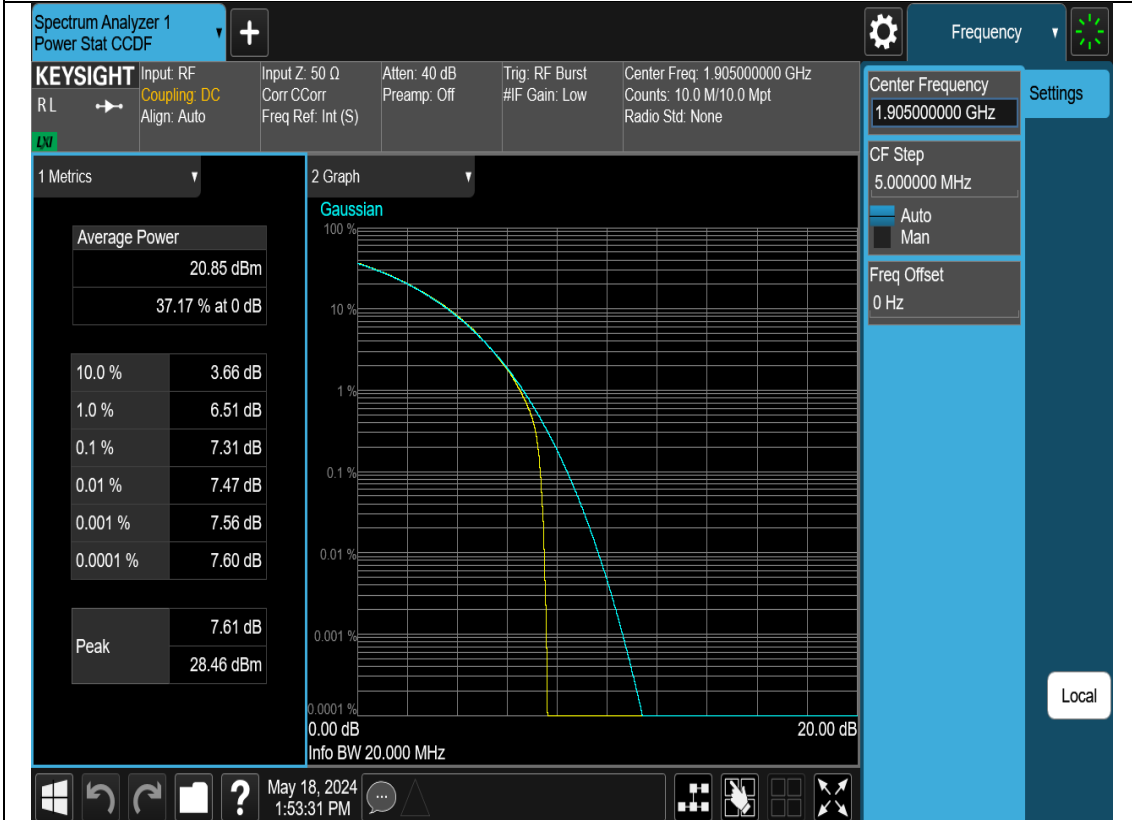 Spectrum Analyzer 1
Power Stat CCDF
+
Frequency
KEYSIGHT
RL
LXI
Input: RF
Coupling: DC
Align: Auto
Input Z: 50 Ω
Corr CCorr
Freq Ref: Int (S)
Atten: 40 dB
Preamp: Off
Trig: RF Burst
#IF Gain: Low
Center Freq: 1.905000000 GHz
Counts: 10.0 M/10.0 Mpt
Radio Std: None
Center Frequency
1.905000000 GHz
Settings
CF Step
5.000000 MHz
Auto
Man
Freq Offset
0 Hz
1 Metrics
Average Power
20.85 dBm
37.17 % at 0 dB
10.0 % 3.66 dB
1.0 % 6.51 dB
0.1 % 7.31 dB
0.01 % 7.47 dB
0.001 % 7.56 dB
0.0001 % 7.60 dB
Peak
7.61 dB
28.46 dBm
2 Graph
Gaussian
100 %
10 %
1 %
0.1 %
0.01 %
0.001 %
0.0001 %
0.00 dB 20.00 dB
Info BW 20.000 MHz
Local
?
May 18, 2024
1:53:31 PM